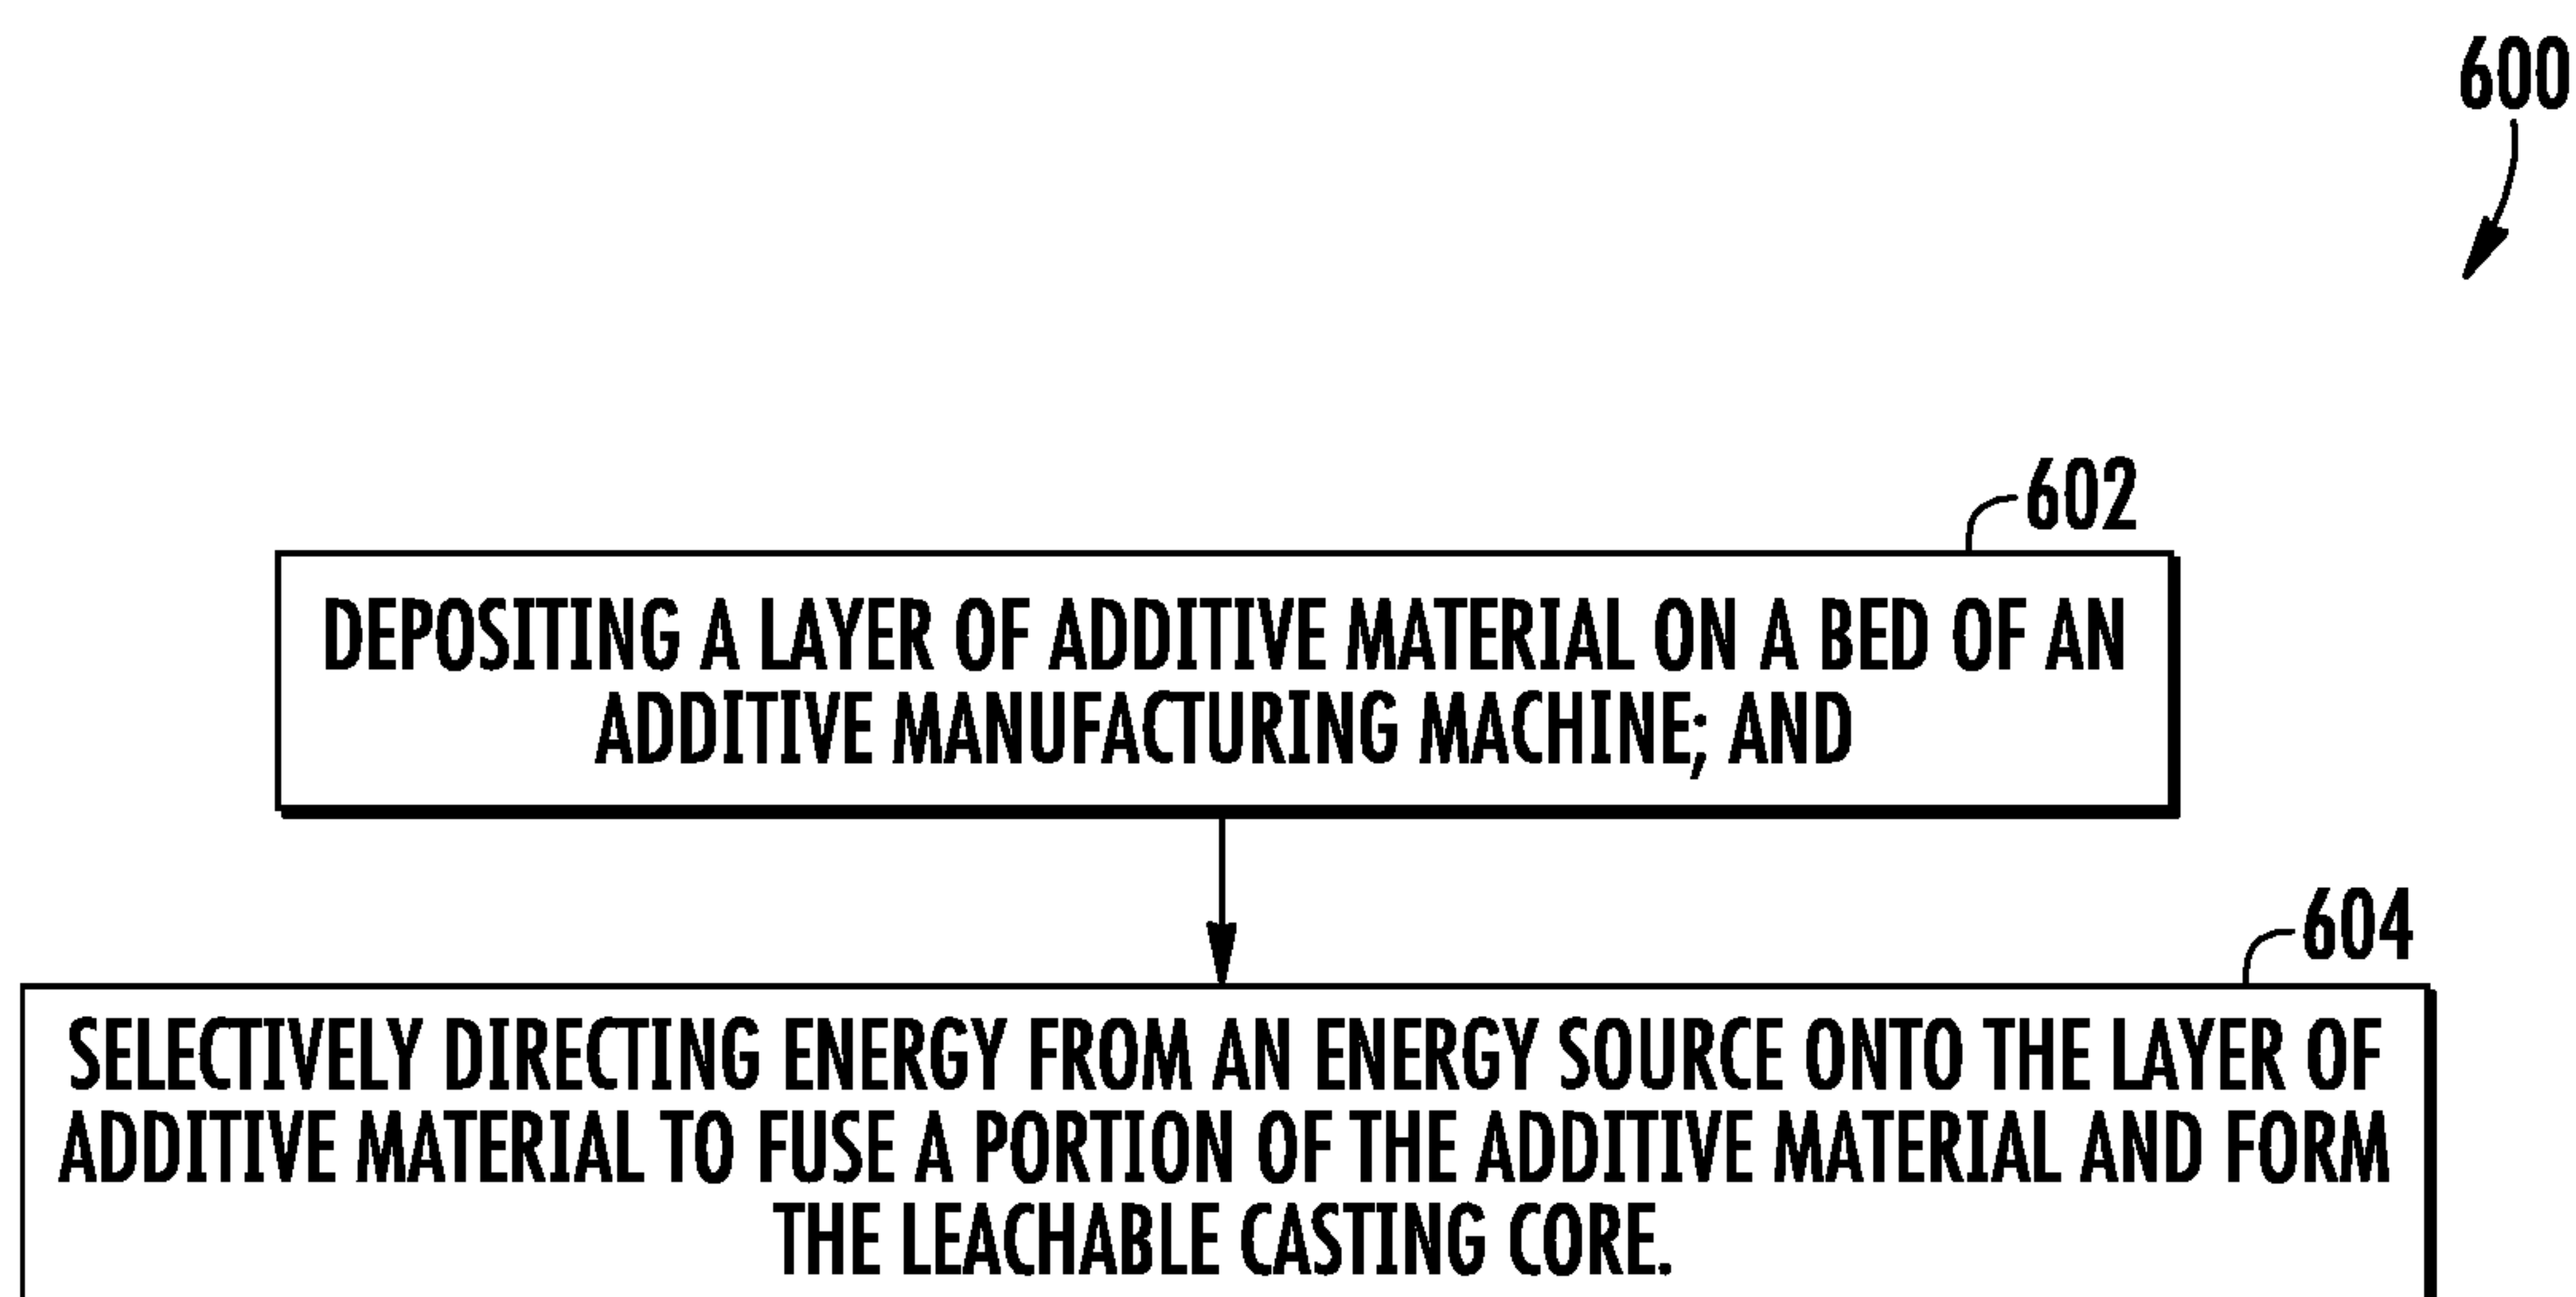 600
602
DEPOSITING A LAYER OF ADDITIVE MATERIAL ON A BED OF AN
ADDITIVE MANUFACTURING MACHINE; AND
604
SELECTIVELY DIRECTING ENERGY FROM AN ENERGY SOURCE ONTO THE LAYER OF
ADDITIVE MATERIAL TO FUSE A PORTION OF THE ADDITIVE MATERIAL AND FORM
THE LEACHABLE CASTING CORE.